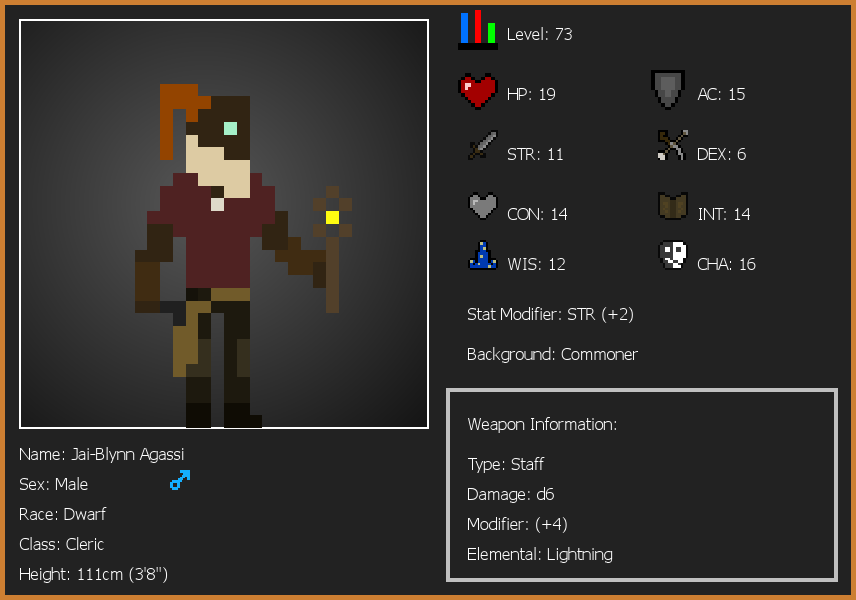 Level: 73
HP: 19
AC: 15
STR: 11
DEX: 6
CON: 14
INT: 14
WIS: 12
CHA: 16
Stat Modifier: STR (+2)
Background: Commoner
Weapon Information:
Type: Staff
Damage: d6
Modifier: (+4)
Elemental: Lightning
Name: Jai-Blynn Agassi
Sex: Male
Race: Dwarf
Class: Cleric
Height: 111cm (3'8")